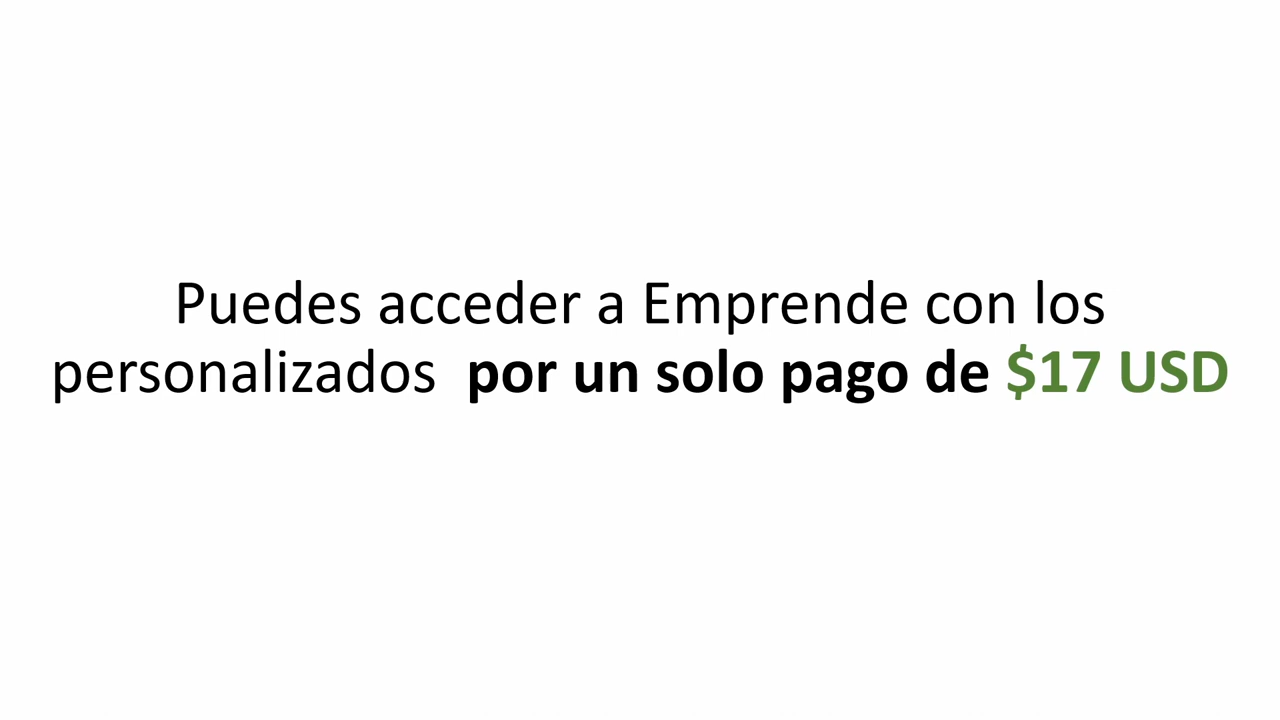 Puedes acceder a Emprende con los
personalizados  por un solo pago de $17 USD